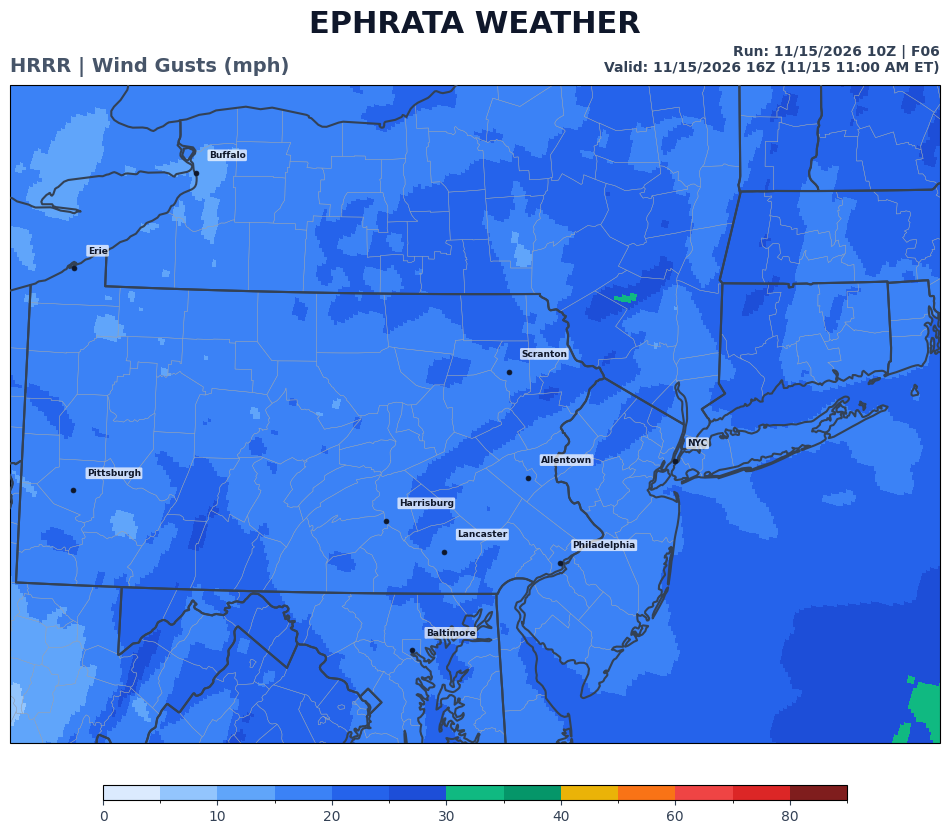 EPHRATA WEATHER
HRRR | Wind Gusts (mph)
Run: 11/15/2026 10Z | F06
Valid: 11/15/2026 16Z (11/15 11:00 AM ET)
Buffalo
Erie
Scranton
NYC
Allentown
Pittsburgh
Harrisburg
Lancaster
Philadelphia
Baltimore
0 10 20 30 40 50 60 70 80